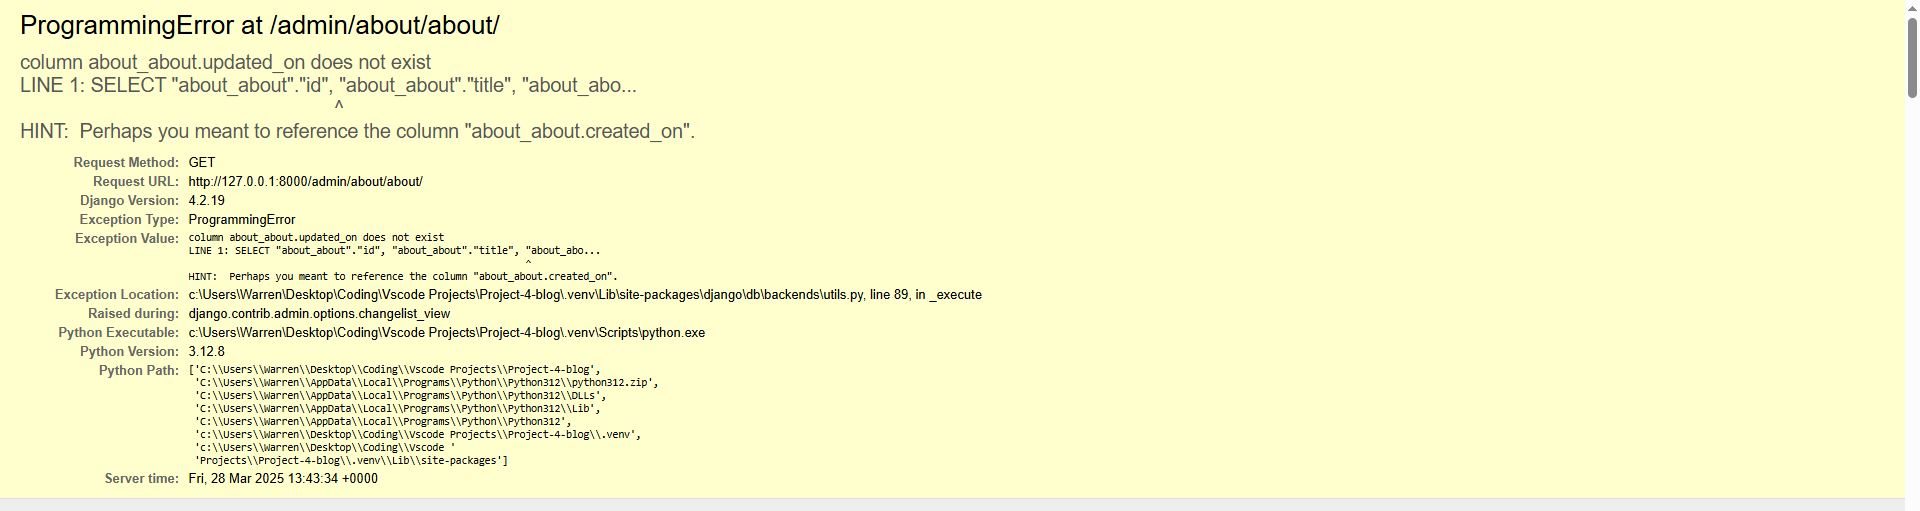 ProgrammingError at /admin/about/about/
column about_about.updated_on does not exist
LINE 1: SELECT "about_about"."id", "about_about"."title", "about_abo...
^
HINT:  Perhaps you meant to reference the column "about_about.created_on".
Request Method: GET
Request URL: http://127.0.0.1:8000/admin/about/about/
Django Version: 4.2.19
Exception Type: ProgrammingError
Exception Value: column about_about.updated_on does not exist
LINE 1: SELECT "about_about"."id", "about_about"."title", "about_abo...
^
HINT:  Perhaps you meant to reference the column "about_about.created_on".
Exception Location: c:\Users\Warren\Desktop\Coding\Vscode Projects\Project-4-blog\.venv\Lib\site-packages\django\db\backends\utils.py, line 89, in _execute
Raised during: django.contrib.admin.options.changelist_view
Python Executable: c:\Users\Warren\Desktop\Coding\Vscode Projects\Project-4-blog\.venv\Scripts\python.exe
Python Version: 3.12.8
Python Path: ['C:\\Users\\Warren\\Desktop\\Coding\\Vscode Projects\\Project-4-blog',
'C:\\Users\\Warren\\AppData\\Local\\Programs\\Python\\Python312\\python312.zip',
'C:\\Users\\Warren\\AppData\\Local\\Programs\\Python\\Python312\\DLLs',
'C:\\Users\\Warren\\AppData\\Local\\Programs\\Python\\Python312\\Lib',
'C:\\Users\\Warren\\AppData\\Local\\Programs\\Python\\Python312',
'C:\\Users\\Warren\\Desktop\\Coding\\Vscode Projects\\Project-4-blog\\.venv',
'c:\\Users\\Warren\\Desktop\\Coding\\Vscode '
'Projects\\Project-4-blog\\.venv\\Lib\\site-packages']
Server time: Fri, 28 Mar 2025 13:43:34 +0000